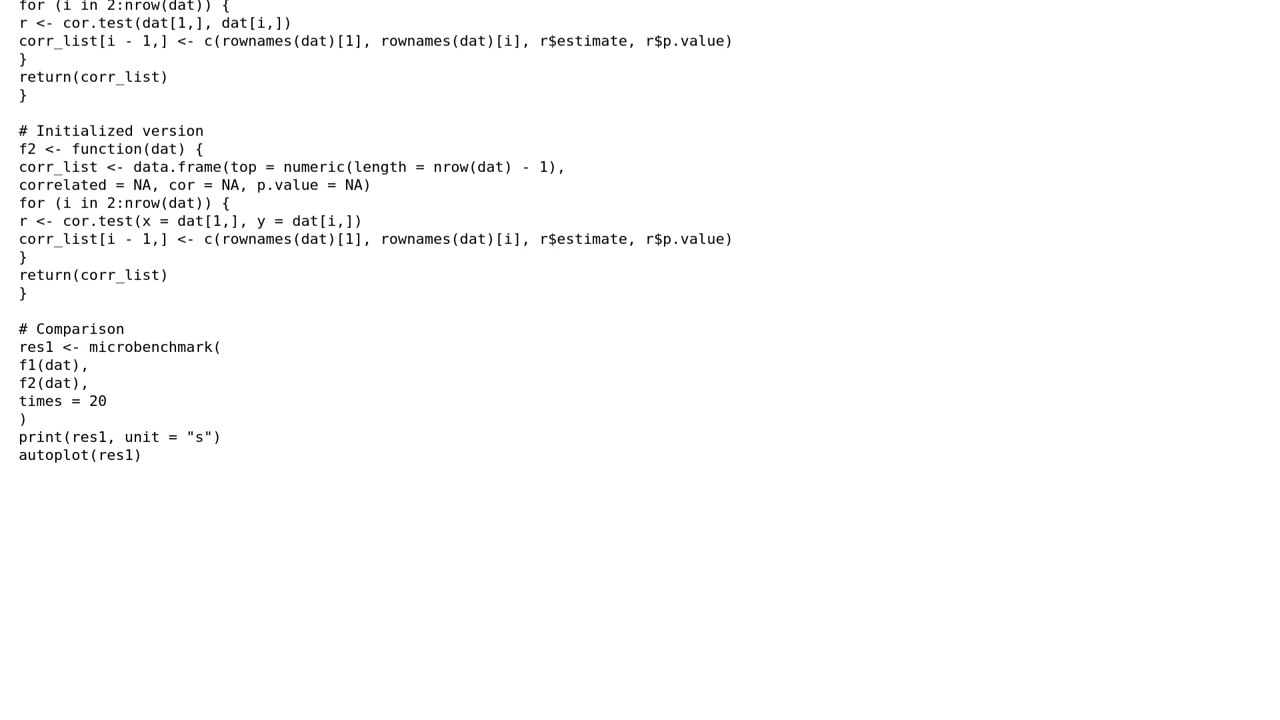 for (i in 2:nrow(dat)) {
r <- cor.test(dat[1,], dat[i,])
corr_list[i - 1,] <- c(rownames(dat)[1], rownames(dat)[i], r$estimate, r$p.value)
}
return(corr_list)
}

# Initialized version
f2 <- function(dat) {
corr_list <- data.frame(top = numeric(length = nrow(dat) - 1),
correlated = NA, cor = NA, p.value = NA)
for (i in 2:nrow(dat)) {
r <- cor.test(x = dat[1,], y = dat[i,])
corr_list[i - 1,] <- c(rownames(dat)[1], rownames(dat)[i], r$estimate, r$p.value)
}
return(corr_list)
}

# Comparison
res1 <- microbenchmark(
f1(dat),
f2(dat),
times = 20
)
print(res1, unit = "s")
autoplot(res1)